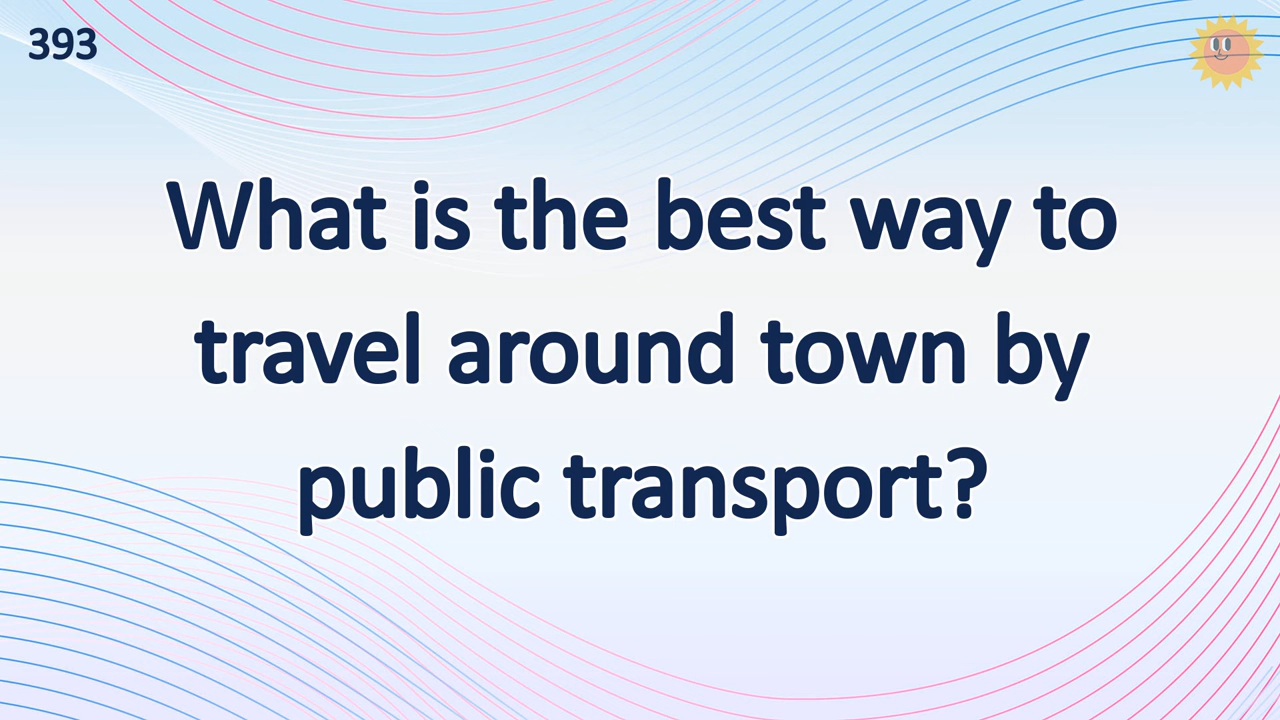 393
What is the best way to
travel around town by
public transport?